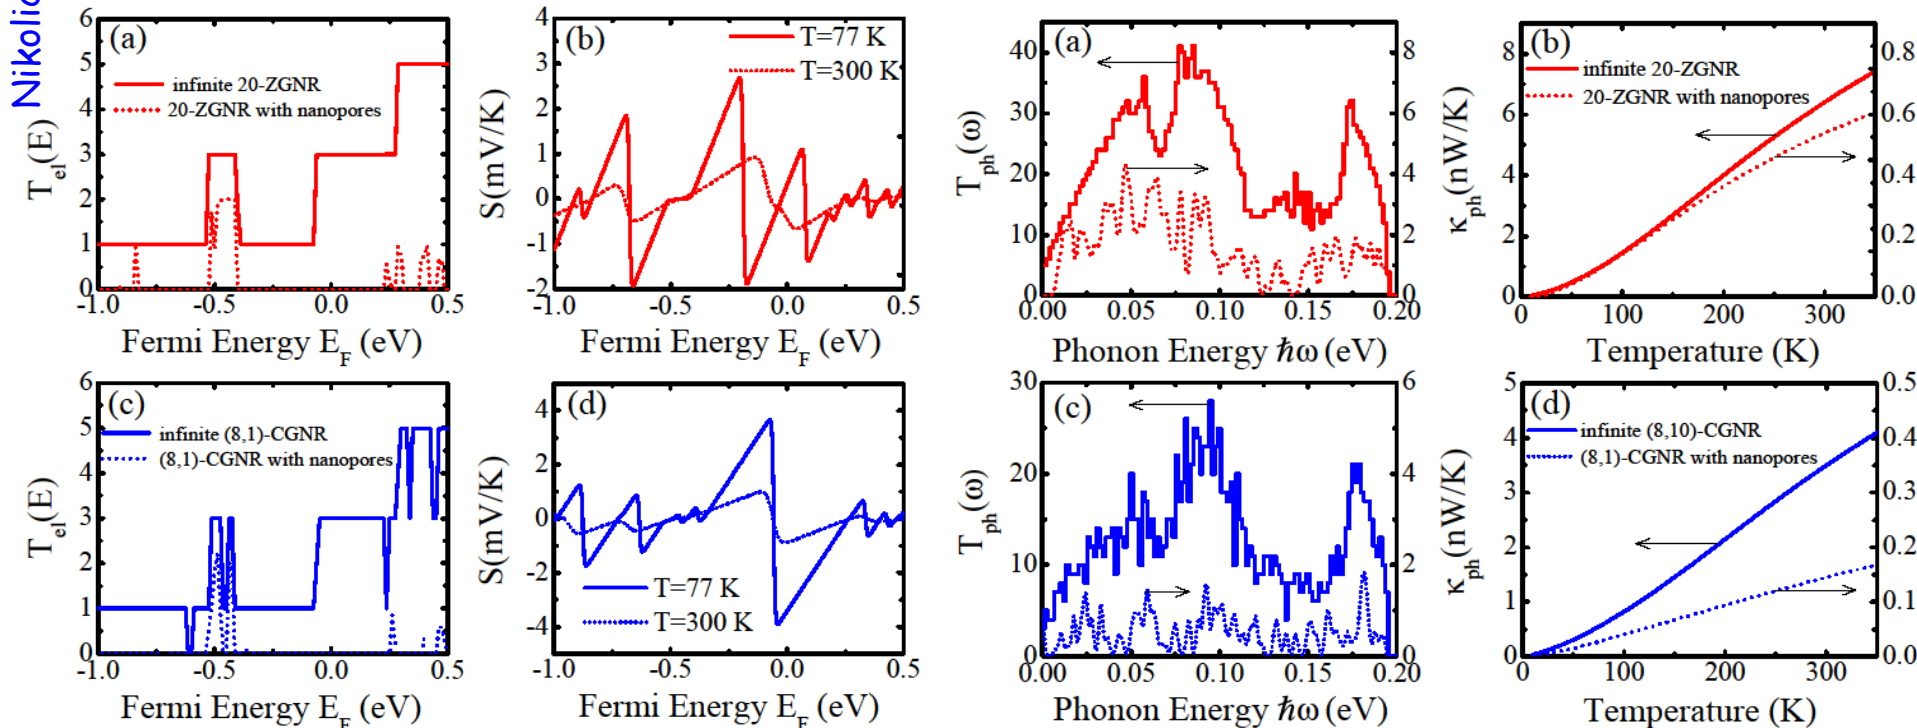 Nikolić
(a)
infinite 20-ZGNR
20-ZGNR with nanopores
T_el(E)
6
5
4
3
2
1
0
-1.0 -0.5 0.0 0.5
Fermi Energy E_F (eV)
(b)
T=77 K
T=300 K
S(mV/K)
4
3
2
1
0
-1
-2
-1.0 -0.5 0.0 0.5
Fermi Energy E_F (eV)
(a)
T_ph(ω)
40
30
20
10
0
8
6
4
2
0
0.00 0.05 0.10 0.15 0.20
Phonon Energy ħω (eV)
(b)
infinite 20-ZGNR
20-ZGNR with nanopores
κ_ph(nW/K)
8
6
4
2
0
0.8
0.6
0.4
0.2
0.0
0 100 200 300
Temperature (K)
(c)
infinite (8,1)-CGNR
(8,1)-CGNR with nanopores
T_el(E)
6
5
4
3
2
1
0
-1.0 -0.5 0.0 0.5
Fermi Energy E_F (eV)
(d)
T=77 K
T=300 K
S(mV/K)
4
2
0
-2
-4
-1.0 -0.5 0.0 0.5
Fermi Energy E_F (eV)
(c)
T_ph(ω)
30
20
10
0
6
4
2
0
0.00 0.05 0.10 0.15 0.20
Phonon Energy ħω (eV)
(d)
infinite (8,10)-CGNR
(8,1)-CGNR with nanopores
κ_ph(nW/K)
5
4
3
2
1
0
0.5
0.4
0.3
0.2
0.1
0.0
0 100 200 300
Temperature (K)